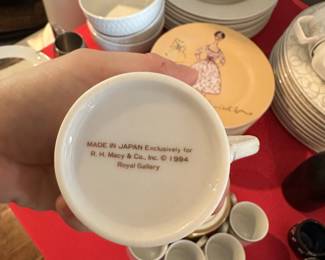 MADE IN JAPAN Exclusively for
R. H. Macy & Co., Inc. © 1994
Royal Gallery